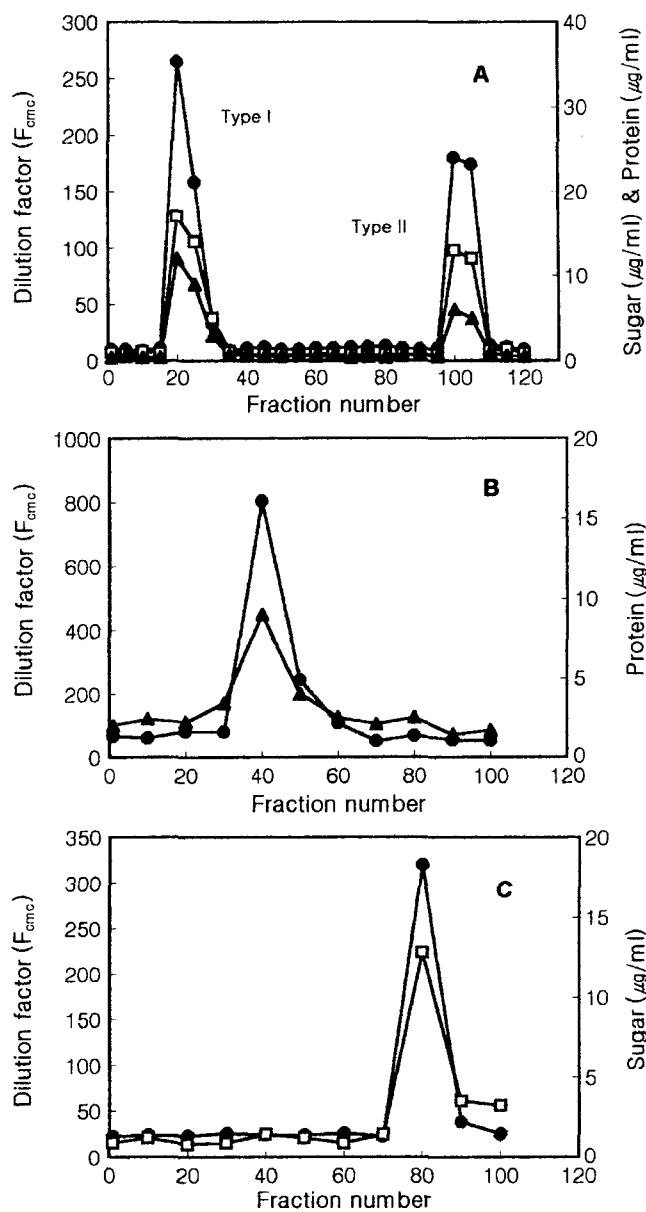 A
Type I
Type II
Dilution factor (Fcmc)
300
250
200
150
100
50
0
Sugar (μg/ml) & Protein (μg/ml)
40
30
20
10
0
0 20 40 60 80 100 120
Fraction number
B
Dilution factor (Fcmc)
1000
800
600
400
200
0
Protein (μg/ml)
20
15
10
5
0
0 20 40 60 80 100 120
Fraction number
C
Dilution factor (Fcmc)
350
300
250
200
150
100
50
0
Sugar (μg/ml)
20
15
10
5
0
0 20 40 60 80 100 120
Fraction number